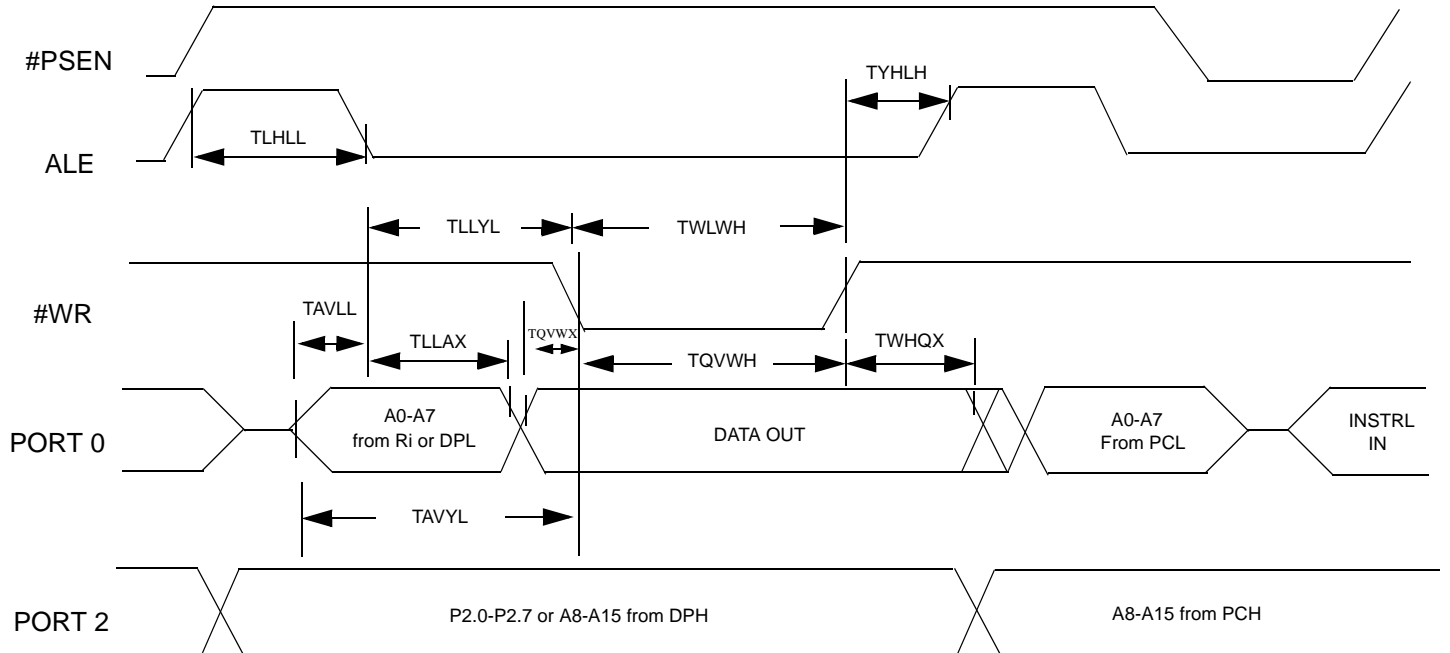 #PSEN
TYHLH
TLHLL
ALE
TLLYL
TWLWH
#WR
TAVLL
TLLAX
TQVWX
TQVWH
TWHQX
PORT 0
A0-A7
from Ri or DPL
DATA OUT
A0-A7
From PCL
INSTRL
IN
TAVYL
PORT 2
P2.0-P2.7 or A8-A15 from DPH
A8-A15 from PCH